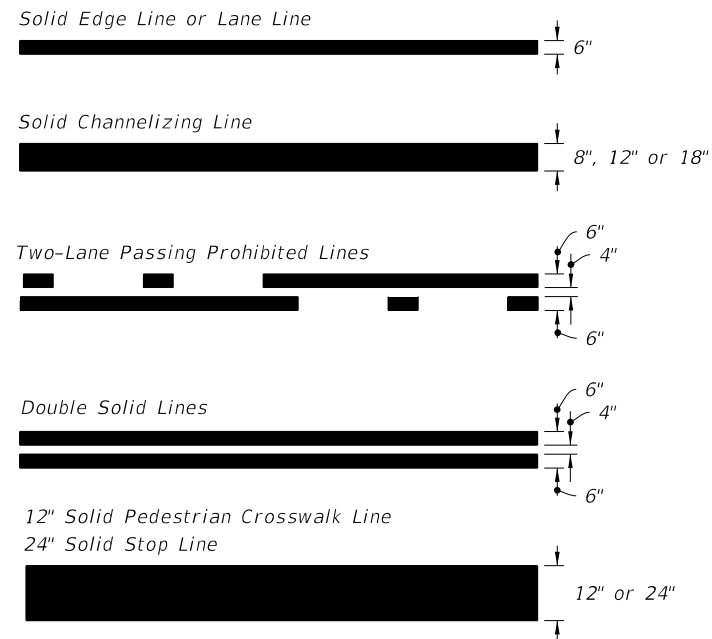 Solid Edge Line or Lane Line
6"
Solid Channelizing Line
8", 12" or 18"
6"
Two-Lane Passing Prohibited Lines
4"
6"
6"
Double Solid Lines
4"
6"
12" Solid Pedestrian Crosswalk Line
24" Solid Stop Line
12" or 24"